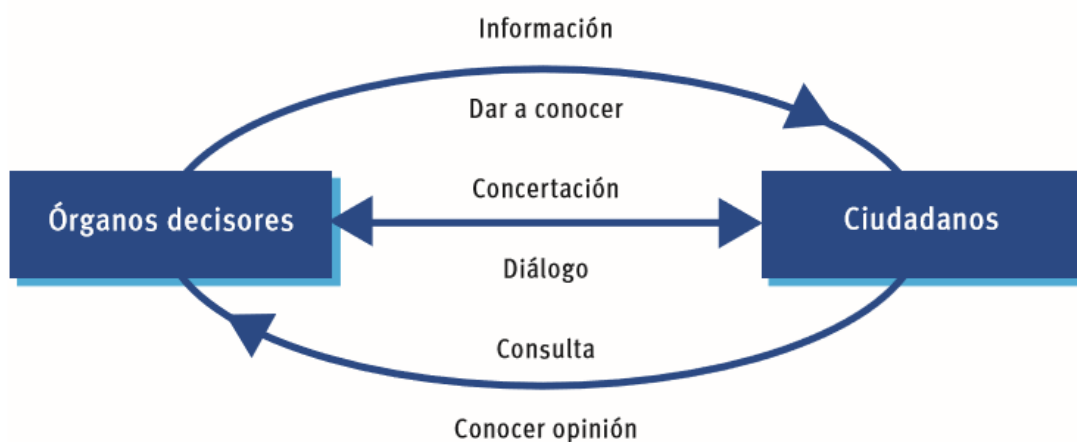 Información
Dar a conocer
Concertación
Órganos decisores
Ciudadanos
Diálogo
Consulta
Conocer opinión